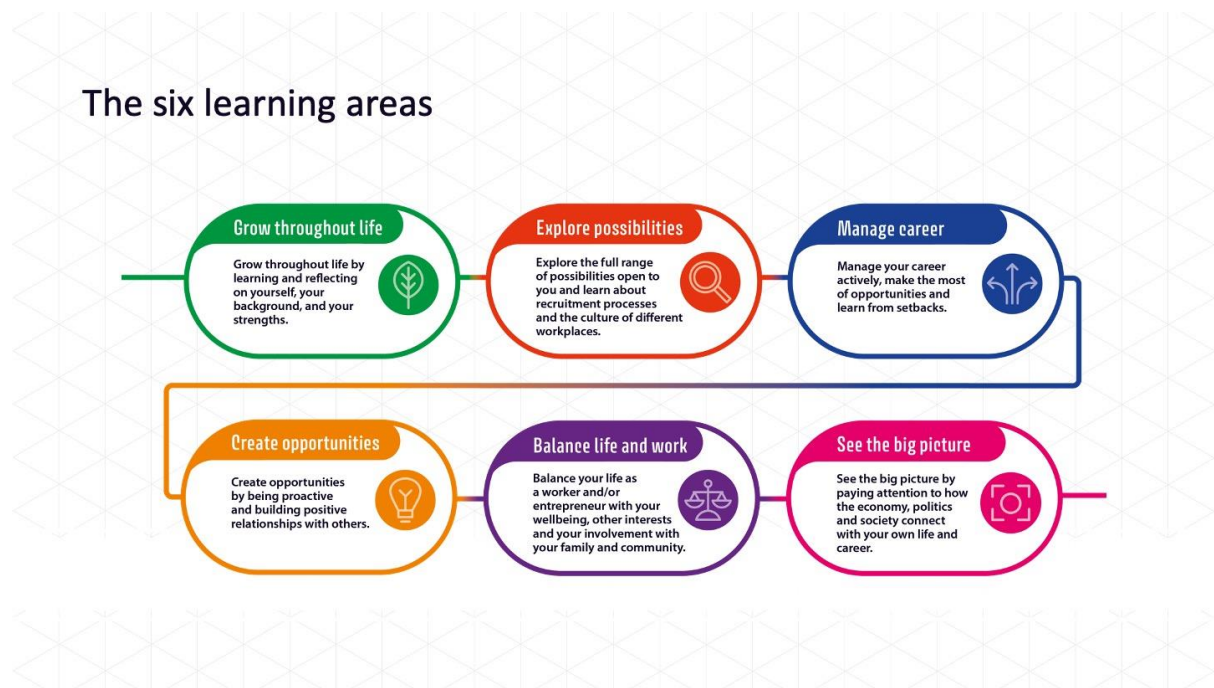 The six learning areas
Grow throughout life
Grow throughout life by
learning and reflecting
on yourself, your
background, and your
strengths.
Explore possibilities
Explore the full range
of possibilities open to
you and learn about
recruitment processes
and the culture of different
workplaces.
Manage career
Manage your career
actively, make the most
of opportunities and
learn from setbacks.
Create opportunities
Create opportunities
by being proactive
and building positive
relationships with others.
Balance life and work
Balance your life as
a worker and/or
entrepreneur with your
wellbeing, other interests
and your involvement with
your family and community.
See the big picture
See the big picture by
paying attention to how
the economy, politics
and society connect
with your own life and
career.